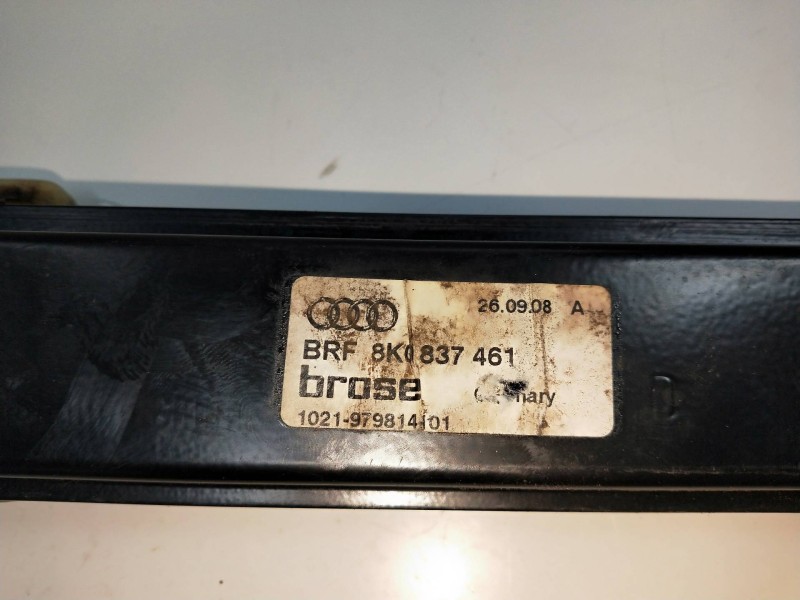 26.09.08 A
BRF 8K0 837 461
brose
1021-979814-101
D